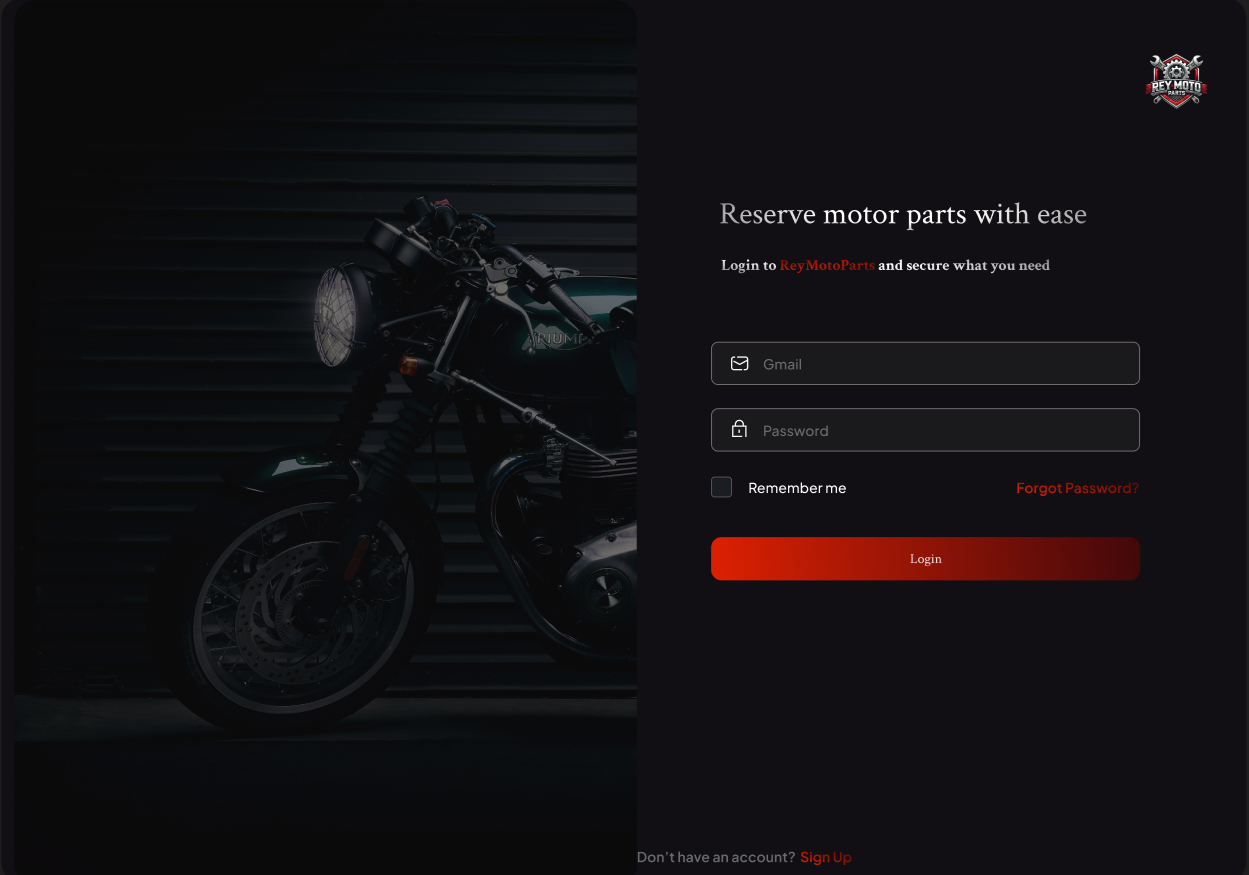 REY MOTO
PARTS
Reserve motor parts with ease
Login to ReyMotoParts and secure what you need
TRIUMP
Gmail
Password
Remember me
Forgot Password?
Login
Don't have an account? Sign Up